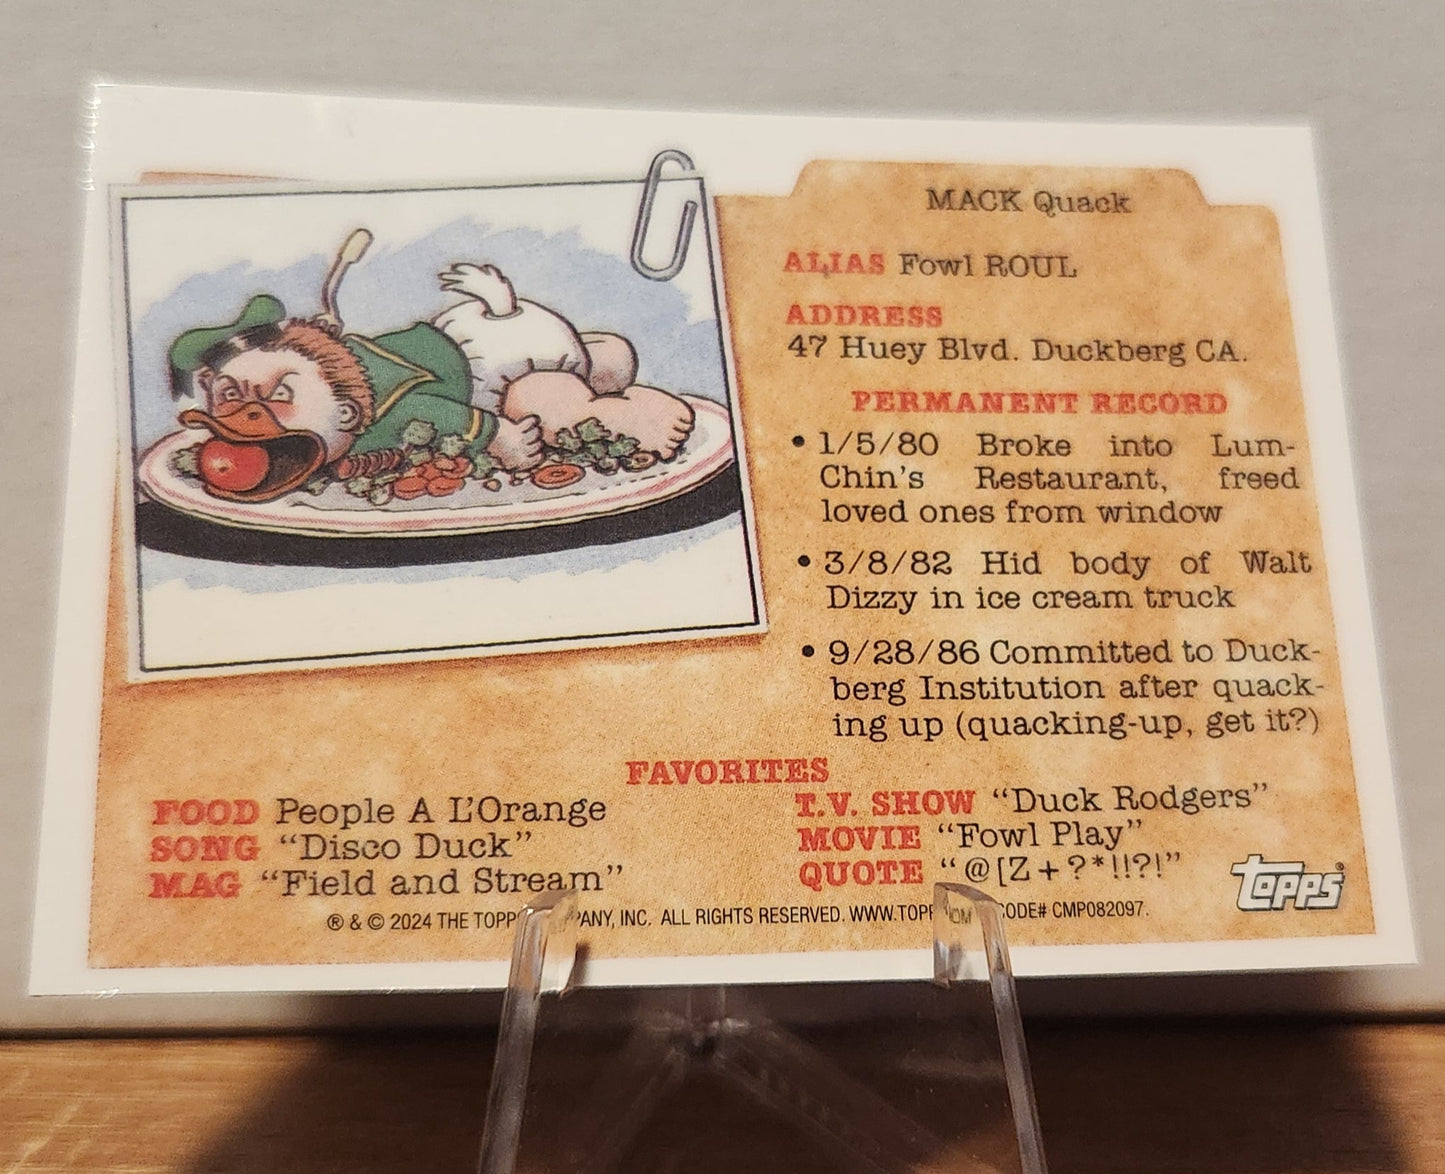 MACK Quack
ALIAS Fowl ROUL
ADDRESS
47 Huey Blvd. Duckberg CA.
PERMANENT RECORD
• 1/5/80 Broke into Lum-
Chin's Restaurant, freed
loved ones from window
• 3/8/82 Hid body of Walt
Dizzy in ice cream truck
• 9/28/86 Committed to Duck-
berg Institution after quack-
ing up (quacking-up, get it?)
FAVORITES
FOOD People A L'Orange
SONG “Disco Duck”
MAG “Field and Stream”
T.V. SHOW “Duck Rodgers”
MOVIE “Fowl Play”
QUOTE “@[Z+?*!!?!”
topps®
® & © 2024 THE TOPPS COMPANY, INC. ALL RIGHTS RESERVED. WWW.TOPPS.COM CODE# CMP082097.